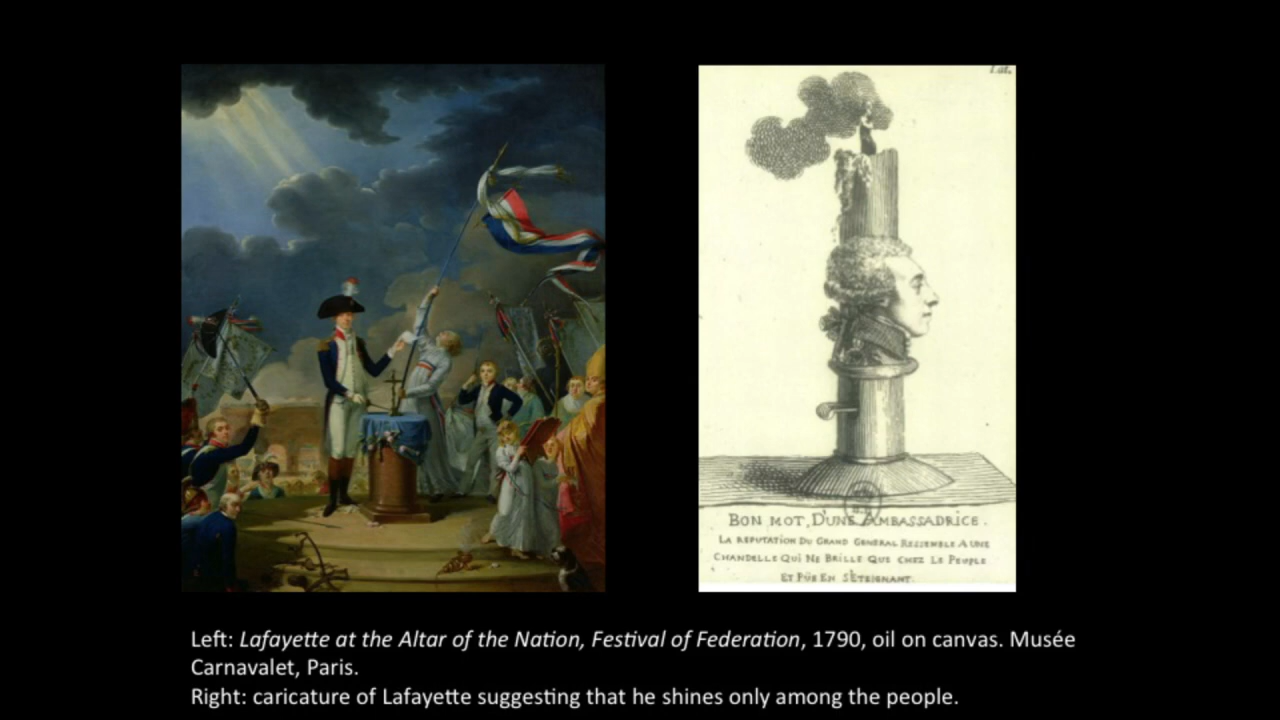 BON MOT, D'UNE AMBASSADRICE.
LA REPUTATION DU GRAND GENERAL RESSEMBLE A UNE
CHANDELLE QUI NE BRILLE QUE CHEZ LE PEUPLE
ET PÜE EN S'ETEIGNANT.
Left: Lafayette at the Altar of the Nation, Festival of Federation, 1790, oil on canvas. Musée
Carnavalet, Paris.
Right: caricature of Lafayette suggesting that he shines only among the people.